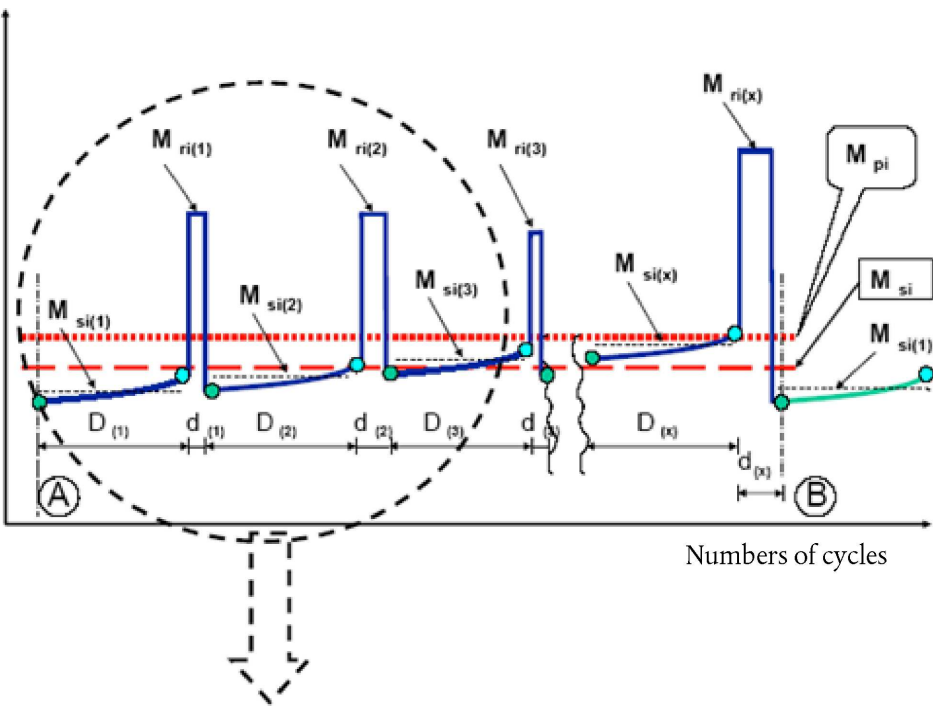 M ri(x)
M ri(1)
M ri(2)
M ri(3)
M pi
M si(x)
M si(3)
M si(2)
M si
M si(1)
M si(1)
D (1) d (1) D (2) d (2) D (3) d (3) D (x)
d (x)
A B
Numbers of cycles